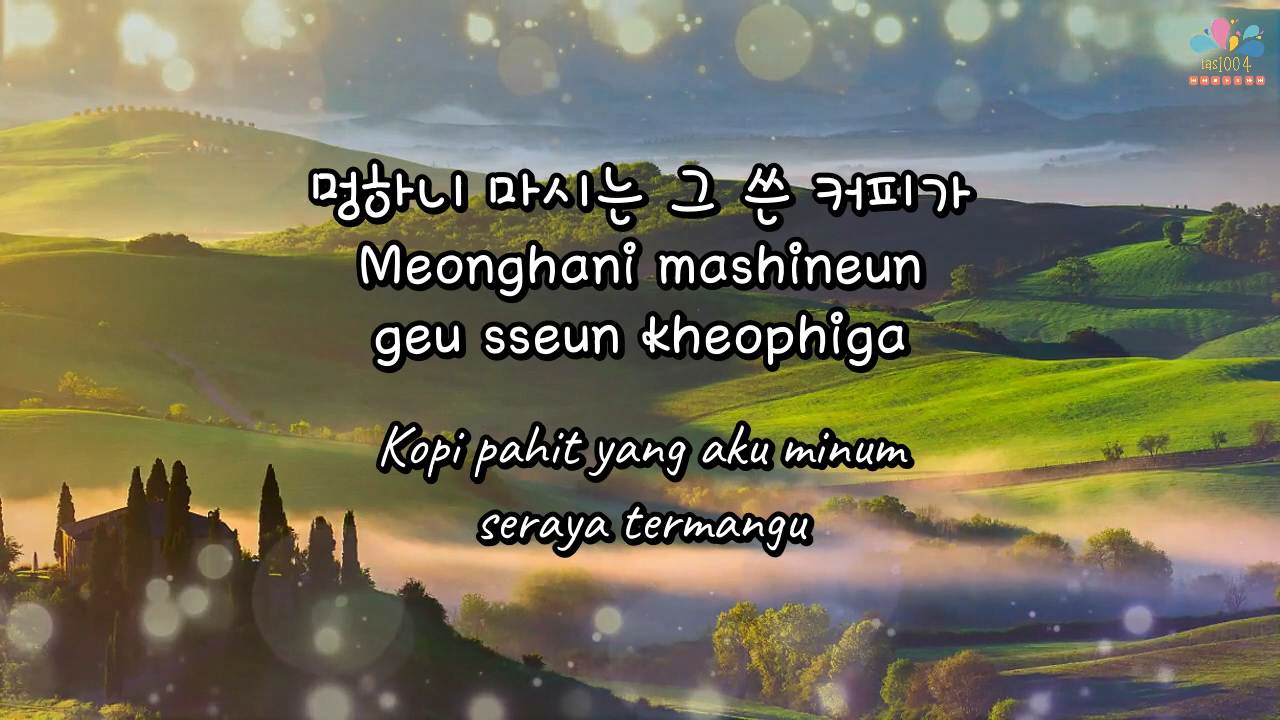 ias1004
멍하니 마시는 그 쓴 커피가
Meonghani mashineun
geu sseun kheophiga
Kopi pahit yang aku minum
seraya termangu